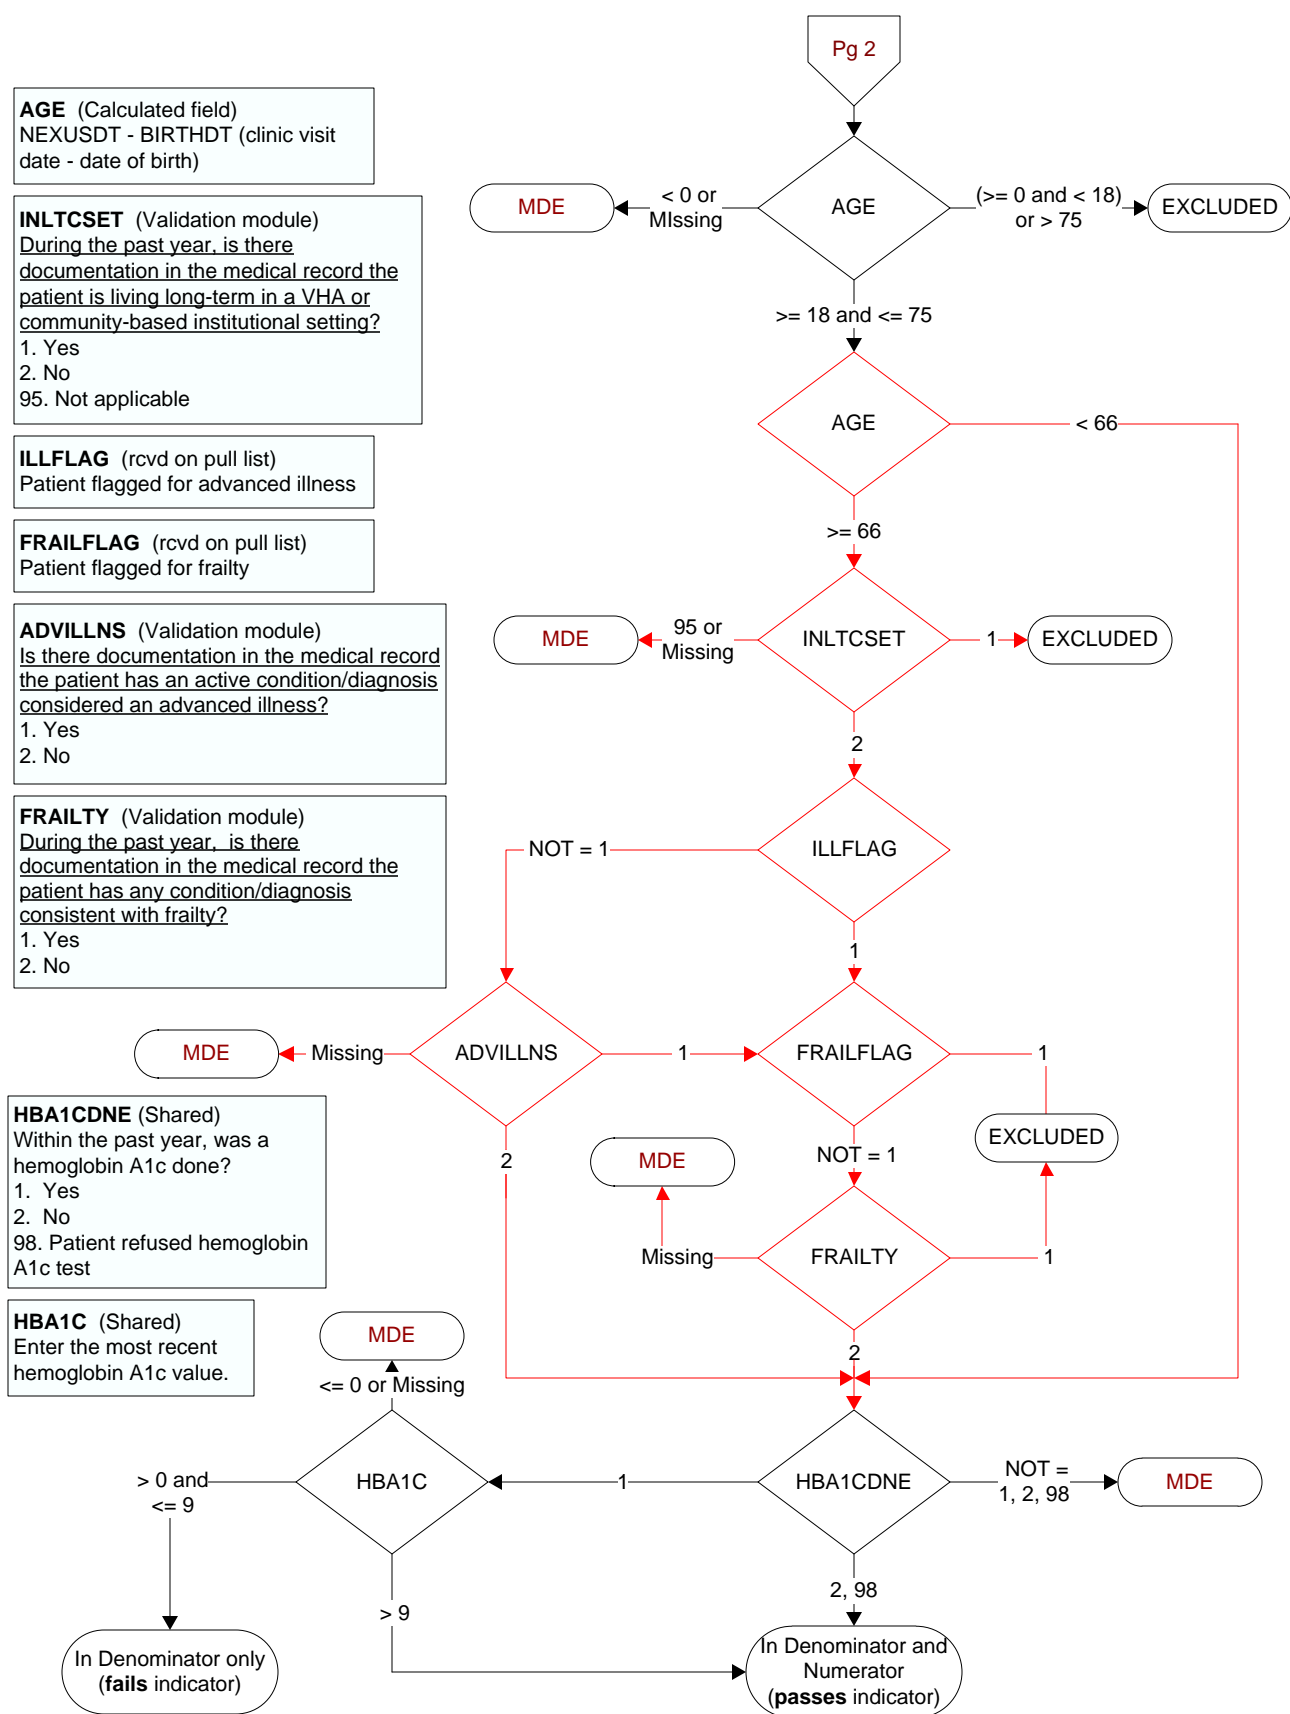 Pg 2
AGE (Calculated field)
NEXUSDT - BIRTHDT (clinic visit
date - date of birth)
INLTCSET (Validation module)
During the past year, is there
documentation in the medical record the
patient is living long-term in a VHA or
community-based institutional setting?
1. Yes
2. No
95. Not applicable
ILLFLAG (rcvd on pull list)
Patient flagged for advanced illness
FRAILFLAG (rcvd on pull list)
Patient flagged for frailty
ADVILLNS (Validation module)
Is there documentation in the medical record
the patient has an active condition/diagnosis
considered an advanced illness?
1. Yes
2. No
FRAILTY (Validation module)
During the past year, is there
documentation in the medical record the
patient has any condition/diagnosis
consistent with frailty?
1. Yes
2. No
HBA1CDNE (Shared)
Within the past year, was a
hemoglobin A1c done?
1. Yes
2. No
98. Patient refused hemoglobin
A1c test
HBA1C (Shared)
Enter the most recent
hemoglobin A1c value.
MDE
< 0 or
MIssing
AGE
(>= 0 and < 18)
or > 75
EXCLUDED
>= 18 and <= 75
AGE
< 66
>= 66
MDE
95 or
Missing
INLTCSET
1
EXCLUDED
2
NOT = 1
ILLFLAG
1
MDE
Missing
ADVILLNS
1
FRAILFLAG
1
EXCLUDED
2
MDE
NOT = 1
Missing
FRAILTY
1
2
MDE
<= 0 or Missing
> 0 and
<= 9
HBA1C
1
HBA1CDNE
NOT =
1, 2, 98
MDE
> 9
2, 98
In Denominator only
(fails indicator)
In Denominator and
Numerator
(passes indicator)